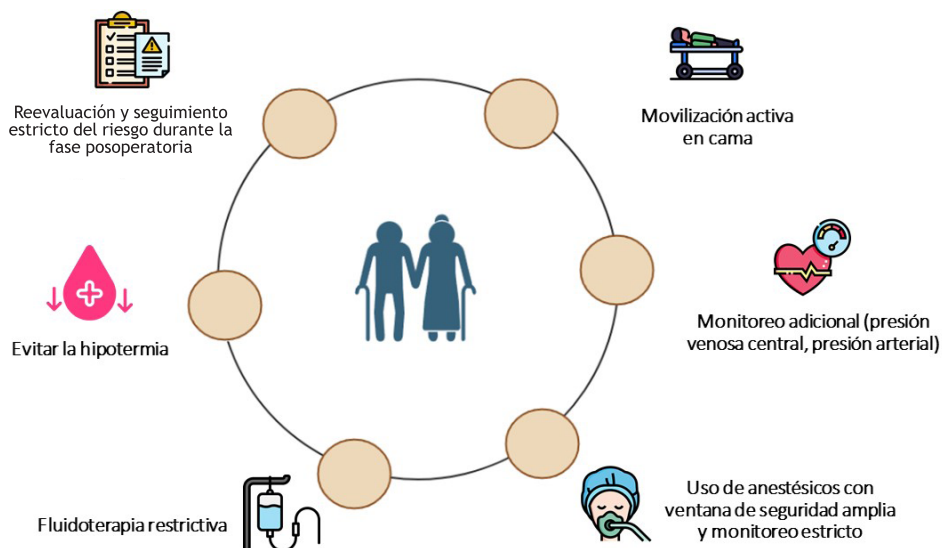 Reevaluación y seguimiento
estricto del riesgo durante la
fase posoperatoria
Movilización activa
en cama
Evitar la hipotermia
Monitoreo adicional (presión
venosa central, presión arterial)
Fluidoterapia restrictiva
Uso de anestésicos con
ventana de seguridad amplia
y monitoreo estricto